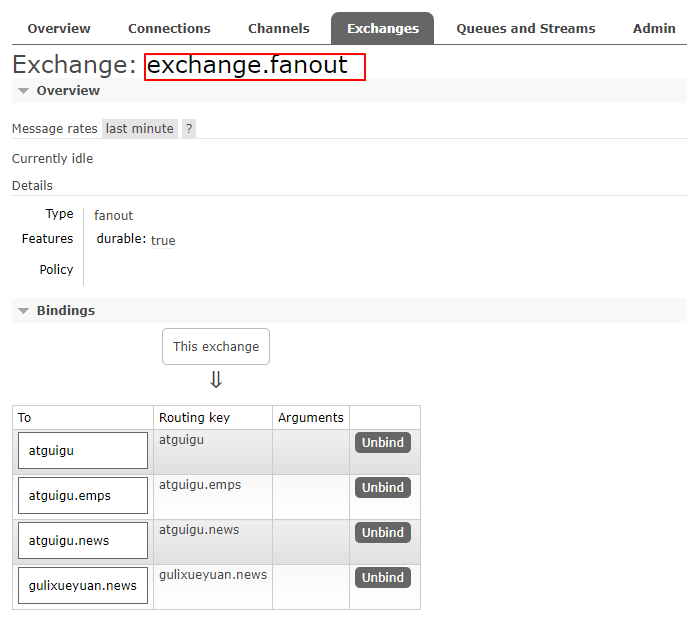 Overview Connections Channels Exchanges Queues and Streams Admin
Exchange: exchange.fanout
Overview
Message rates last minute ?
Currently idle
Details
Type fanout
Features durable: true
Policy
Bindings
This exchange
⇓
To Routing key Arguments
atguigu atguigu Unbind
atguigu.emps atguigu.emps Unbind
atguigu.news atguigu.news Unbind
gulixueyuan.news gulixueyuan.news Unbind